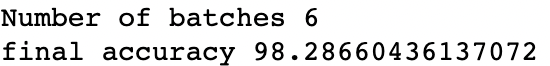 Number of batches 6
final accuracy 98.28660436137072